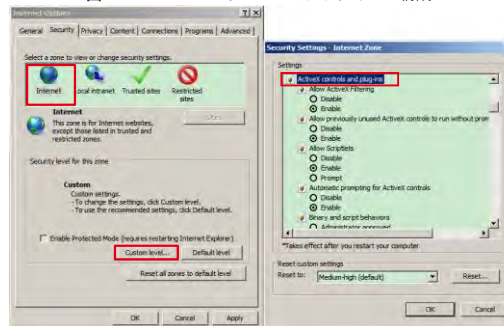 Internet Options
General Security Privacy Content Connections Programs Advanced
Select a zone to view or change security settings.
Internet Local intranet Trusted sites Restricted sites
Internet
This zone is for Internet websites,
except those listed in trusted and
restricted zones.
Sites
Security level for this zone
Custom
Custom settings.
- To change the settings, click Custom level.
- To use the recommended settings, click Default level.
Enable Protected Mode (requires restarting Internet Explorer)
Custom level... Default level
Reset all zones to default level
OK Cancel Apply
Security Settings - Internet Zone
Settings
ActiveX controls and plug-ins
Allow ActiveX Filtering
Disable
Enable
Allow previously unused ActiveX controls to run without prom
Disable
Enable
Allow Scriptlets
Disable
Enable
Prompt
Automatic prompting for ActiveX controls
Disable
Enable
Binary and script behaviors
Administrator approved
*Takes effect after you restart your computer
Reset custom settings
Reset to: Medium-high (default) Reset...
OK Cancel